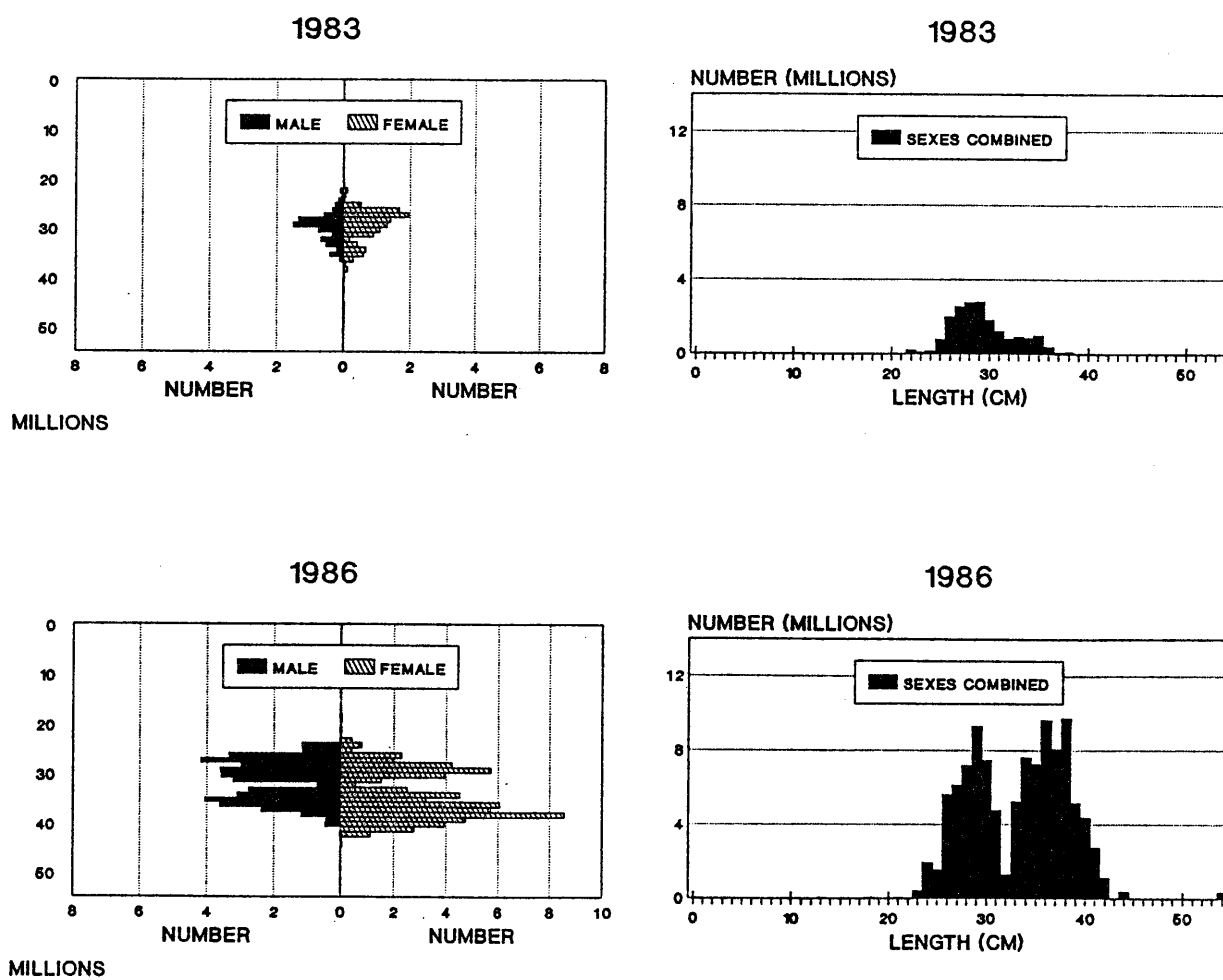 1983
0
10
20
30
40
50
MALE FEMALE
8 6 4 2 0 2 4 6 8
NUMBER NUMBER
MILLIONS
1983
NUMBER (MILLIONS)
12
8
4
0
SEXES COMBINED
0 10 20 30 40 50
LENGTH (CM)
1986
0
10
20
30
40
50
MALE FEMALE
8 6 4 2 0 2 4 6 8 10
NUMBER NUMBER
MILLIONS
1986
NUMBER (MILLIONS)
12
8
4
0
SEXES COMBINED
0 10 20 30 40 50
LENGTH (CM)